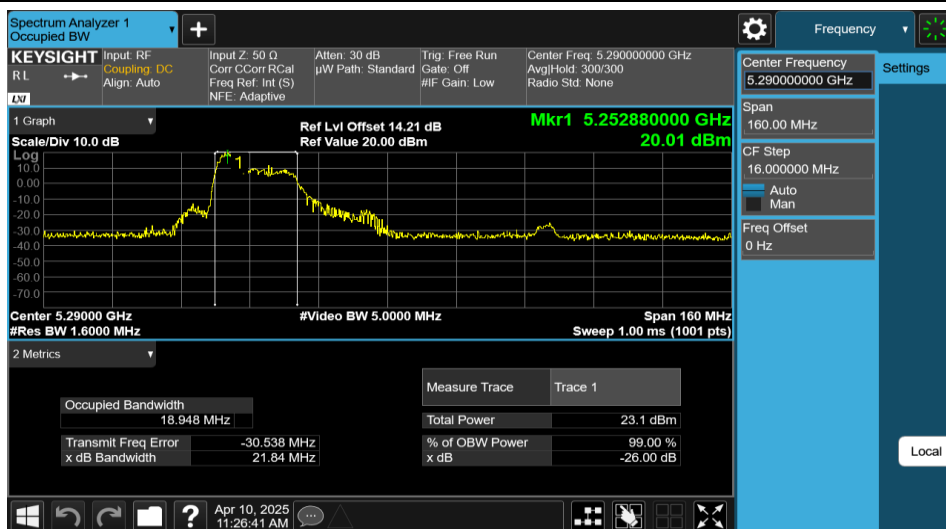 Spectrum Analyzer 1
Occupied BW
+
Frequency
KEYSIGHT
R L
LXI
Input: RF
Coupling: DC
Align: Auto
Input Z: 50 Ω
Corr CCorr RCal
Freq Ref: Int (S)
NFE: Adaptive
Atten: 30 dB
µW Path: Standard
Trig: Free Run
Gate: Off
#IF Gain: Low
Center Freq: 5.290000000 GHz
Avg|Hold: 300/300
Radio Std: None
Center Frequency
5.290000000 GHz
Settings
Span
160.00 MHz
CF Step
16.000000 MHz
Auto
Man
Freq Offset
0 Hz
Local
1 Graph
Scale/Div 10.0 dB
Ref Lvl Offset 14.21 dB
Ref Value 20.00 dBm
Mkr1 5.252880000 GHz
20.01 dBm
Log
1
10.0
0.00
-10.0
-20.0
-30.0
-40.0
-50.0
-60.0
-70.0
Center 5.29000 GHz
#Res BW 1.6000 MHz
#Video BW 5.0000 MHz
Span 160 MHz
Sweep 1.00 ms (1001 pts)
2 Metrics
Measure Trace Trace 1
Occupied Bandwidth
18.948 MHz
Total Power 23.1 dBm
Transmit Freq Error -30.538 MHz
% of OBW Power 99.00 %
x dB Bandwidth 21.84 MHz
x dB -26.00 dB
?
Apr 10, 2025
11:26:41 AM